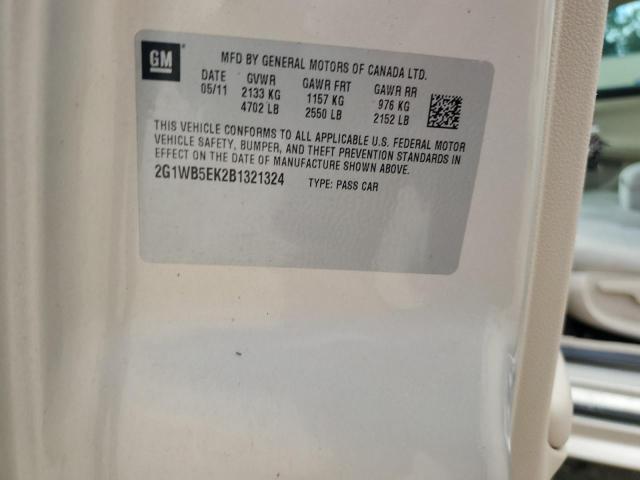 GM
MFD BY GENERAL MOTORS OF CANADA LTD.
DATE GVWR GAWR FRT GAWR RR
05/11 2133 KG 1157 KG 976 KG
4702 LB 2550 LB 2152 LB
THIS VEHICLE CONFORMS TO ALL APPLICABLE U.S. FEDERAL MOTOR
VEHICLE SAFETY, BUMPER, AND THEFT PREVENTION STANDARDS IN
EFFECT ON THE DATE OF MANUFACTURE SHOWN ABOVE.
2G1WB5EK2B1321324 TYPE: PASS CAR